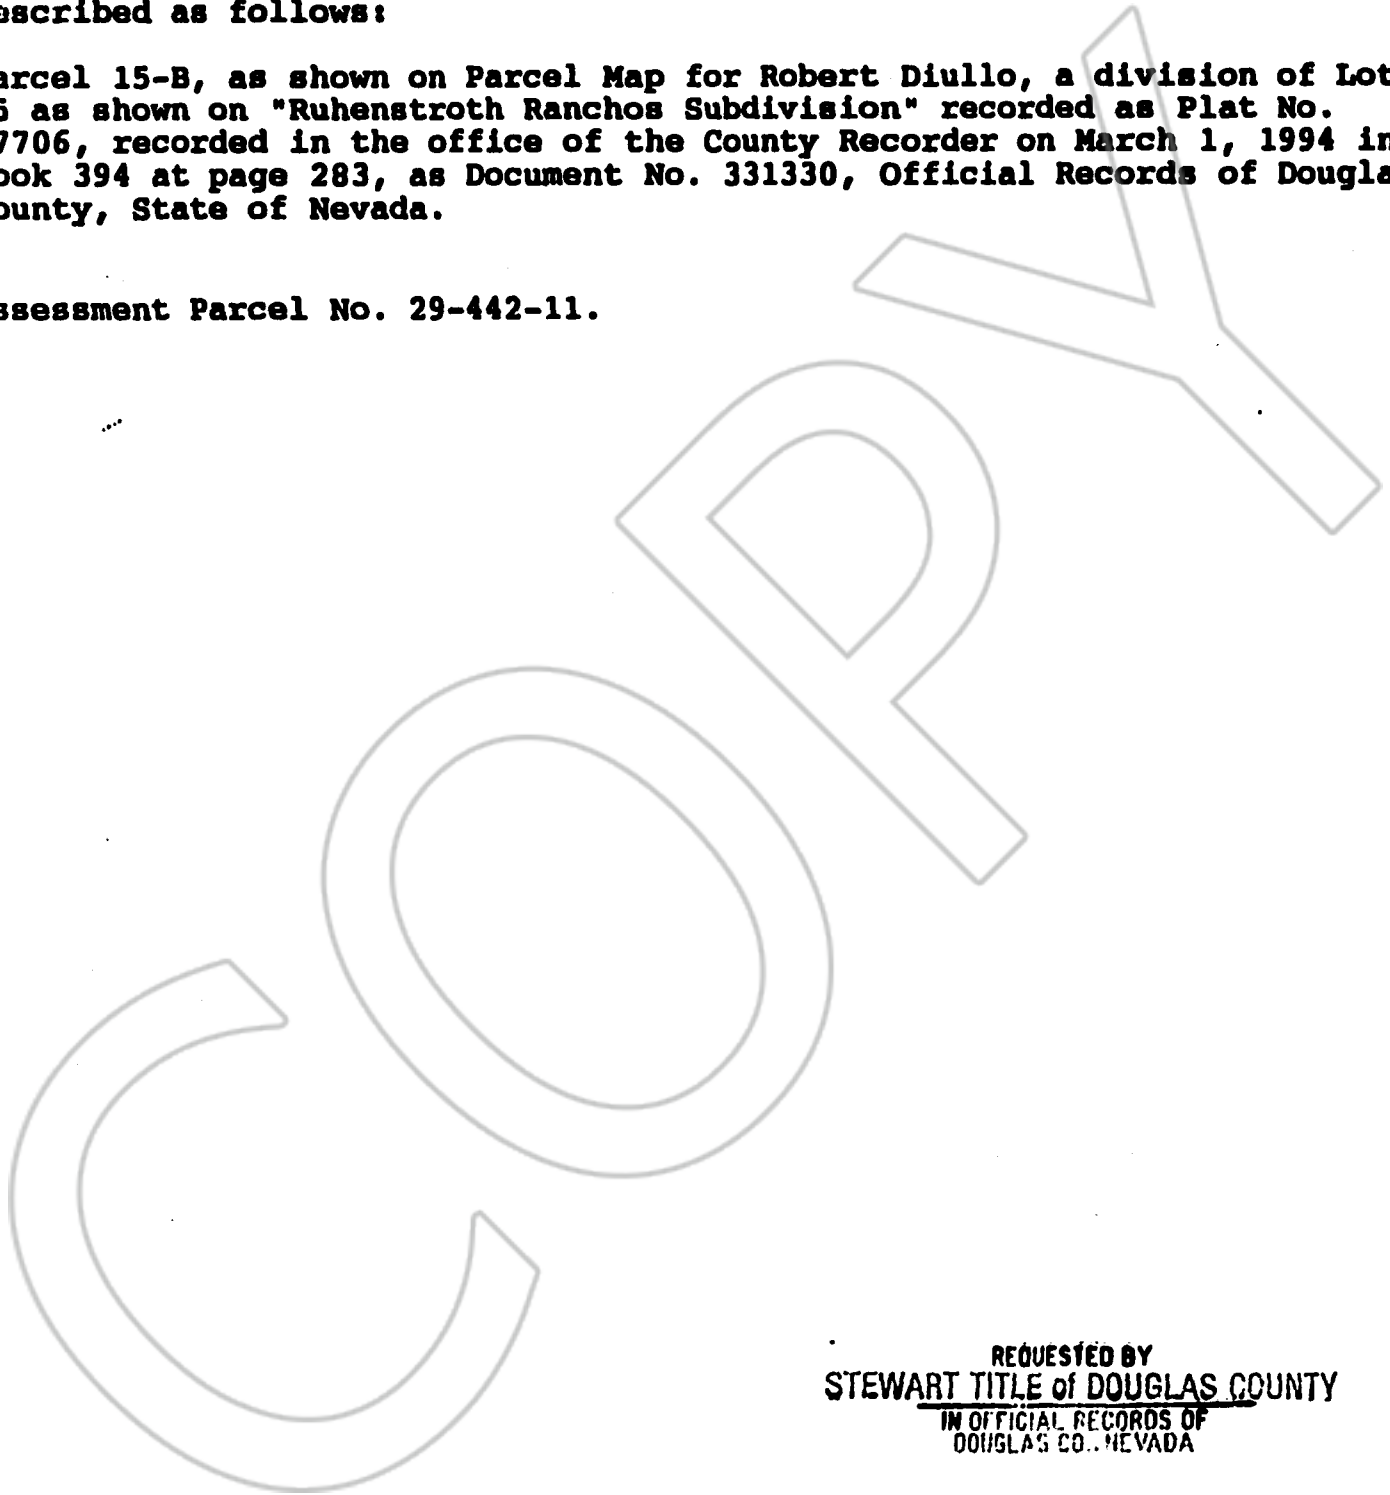 escribed as follows:
arcel 15-B, as shown on Parcel Map for Robert Diullo, a division of Lot
5 as shown on "Ruhenstroth Ranchos Subdivision" recorded as Plat No.
7706, recorded in the office of the County Recorder on March 1, 1994 in
ook 394 at page 283, as Document No. 331330, Official Records of Dougla
ounty, State of Nevada.
ssessment Parcel No. 29-442-11.
COPY
REQUESTED BY
STEWART TITLE of DOUGLAS COUNTY
IN OFFICIAL RECORDS OF
DOUGLAS CO., NEVADA